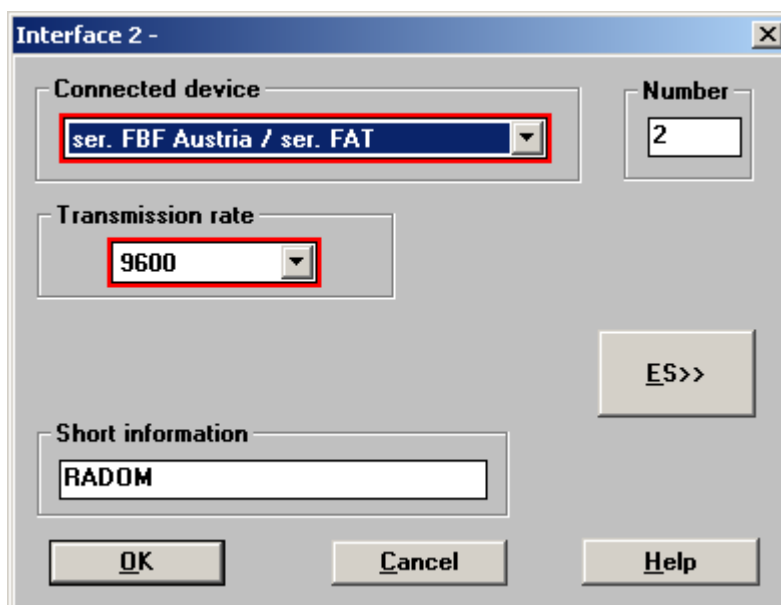 Interface 2 -
Connected device
Number
ser. FBF Austria / ser. FAT
2
Transmission rate
9600
ES>>
Short information
RADOM
OK
Cancel
Help